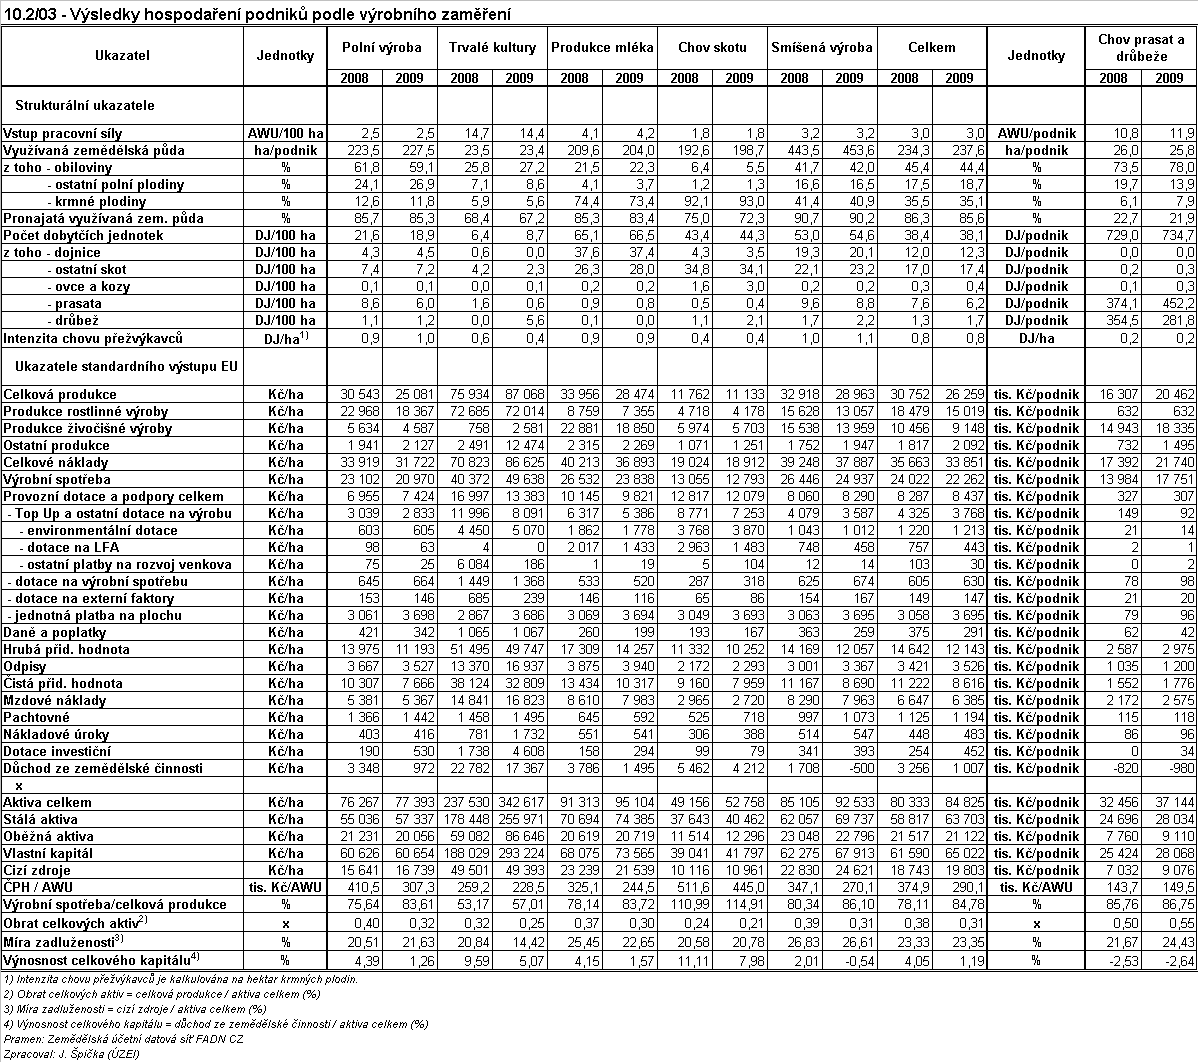 10.2/03 - Výsledky hospodaření podniků podle výrobního zaměření
Ukazatel Jednotky Polní výroba Trvalé kultury Produkce mléka Chov skotu Smíšená výroba Celkem Jednotky Chov prasat a drůbeže
2008 2009 2008 2009 2008 2009 2008 2009 2008 2009 2008 2009 2008 2009
Strukturální ukazatele
Vstup pracovní síly AWU/100 ha 2,5 2,5 14,7 14,4 4,1 4,2 1,8 1,8 3,2 3,2 3,0 3,0 AWU/podnik 10,8 11,9
Využívaná zemědělská půda ha/podnik 223,5 227,5 23,5 23,4 209,6 204,0 192,6 198,7 443,5 453,6 234,3 237,6 ha/podnik 26,0 25,8
z toho - obiloviny % 61,8 59,1 25,8 27,2 21,5 22,3 6,4 5,5 41,7 42,0 45,4 44,4 % 73,5 78,0
- ostatní polní plodiny % 24,1 26,9 7,1 8,6 4,1 3,7 1,2 1,3 16,6 16,5 17,5 18,7 % 19,7 13,9
- krmné plodiny % 12,6 11,8 5,9 5,6 74,4 73,4 92,1 93,0 41,4 40,9 35,5 35,1 % 6,1 7,9
Pronajatá využívaná zem. půda % 85,7 85,3 68,4 67,2 85,3 83,4 75,0 72,3 90,7 90,2 86,3 85,6 % 22,7 21,9
Počet dobytčích jednotek DJ/100 ha 21,6 18,9 6,4 8,7 65,1 66,5 43,4 44,3 53,0 54,6 38,4 38,1 DJ/podnik 729,0 734,7
z toho - dojnice DJ/100 ha 4,3 4,5 0,6 0,0 37,6 37,4 4,3 3,5 19,3 20,1 12,0 12,3 DJ/podnik 0,0 0,0
- ostatní skot DJ/100 ha 7,4 7,2 4,2 2,3 26,3 28,0 34,8 34,1 22,1 23,2 17,0 17,4 DJ/podnik 0,2 0,3
- ovce a kozy DJ/100 ha 0,1 0,1 0,1 0,1 0,2 0,2 1,6 3,0 0,2 0,2 0,3 0,4 DJ/podnik 0,1 0,3
- prasata DJ/100 ha 8,6 6,0 1,6 0,6 0,9 0,8 0,5 0,4 9,6 8,8 7,6 6,2 DJ/podnik 374,1 452,2
- drůbež DJ/100 ha 1,1 1,2 0,0 5,6 0,1 0,0 1,1 2,1 1,7 2,2 1,3 1,7 DJ/podnik 354,5 281,8
Intenzita chovu přežvýkavců DJ/ha1) 0,9 1,0 0,6 0,4 0,9 0,9 0,4 0,4 1,0 1,1 0,8 0,8 DJ/ha 0,2 0,2
Ukazatele standardního výstupu EU
Celková produkce Kč/ha 30 543 25 081 75 934 87 068 33 956 28 474 11 762 11 133 32 918 28 963 30 752 26 259 tis. Kč/podnik 16 307 20 462
Produkce rostlinné výroby Kč/ha 22 968 18 367 72 685 72 014 8 759 7 355 4 718 4 178 15 628 13 057 18 479 15 019 tis. Kč/podnik 632 632
Produkce živočišné výroby Kč/ha 5 634 4 587 758 2 581 22 881 18 850 5 974 5 703 15 538 13 959 10 456 9 148 tis. Kč/podnik 14 943 18 335
Ostatní produkce Kč/ha 1 941 2 127 2 491 12 474 2 315 2 269 1 071 1 251 1 752 1 947 1 817 2 092 tis. Kč/podnik 732 1 495
Celkové náklady Kč/ha 33 919 31 722 70 823 86 625 40 213 36 893 19 024 18 912 39 248 37 887 35 663 33 851 tis. Kč/podnik 17 392 21 740
Výrobní spotřeba Kč/ha 23 102 20 970 40 372 49 638 26 532 23 838 13 055 12 793 26 446 24 937 24 022 22 262 tis. Kč/podnik 13 984 17 751
Provozní dotace a podpory celkem Kč/ha 6 955 7 424 16 997 13 383 10 145 9 821 12 817 12 079 8 060 8 290 8 287 8 437 tis. Kč/podnik 327 307
- Top Up a ostatní dotace na výrobu Kč/ha 3 039 2 833 11 996 8 091 6 317 5 386 8 771 7 253 4 079 3 587 4 325 3 768 tis. Kč/podnik 149 92
- environmentální dotace Kč/ha 603 605 4 450 5 070 1 862 1 778 3 768 3 870 1 043 1 012 1 220 1 213 tis. Kč/podnik 21 14
- dotace na LFA Kč/ha 98 63 4 0 2 017 1 433 2 963 1 483 748 458 757 443 tis. Kč/podnik 2 1
- ostatní platby na rozvoj venkova Kč/ha 75 25 6 084 186 1 19 5 104 12 14 103 30 tis. Kč/podnik 0 2
- dotace na výrobní spotřebu Kč/ha 645 664 1 449 1 368 533 520 287 318 625 674 605 630 tis. Kč/podnik 78 98
- dotace na externí faktory Kč/ha 153 146 685 239 146 116 65 86 154 167 149 147 tis. Kč/podnik 21 20
- jednotná platba na plochu Kč/ha 3 061 3 698 2 867 3 686 3 069 3 694 3 049 3 693 3 063 3 695 3 058 3 695 tis. Kč/podnik 79 96
Daně a poplatky Kč/ha 421 342 1 065 1 067 260 199 193 167 363 259 375 291 tis. Kč/podnik 62 42
Hrubá přid. hodnota Kč/ha 13 975 11 193 51 495 49 747 17 309 14 257 11 332 10 252 14 169 12 057 14 642 12 143 tis. Kč/podnik 2 587 2 975
Odpisy Kč/ha 3 667 3 527 13 370 16 937 3 875 3 940 2 172 2 293 3 001 3 367 3 421 3 526 tis. Kč/podnik 1 035 1 200
Čistá přid. hodnota Kč/ha 10 307 7 666 38 124 32 809 13 434 10 317 9 160 7 959 11 167 8 690 11 222 8 616 tis. Kč/podnik 1 552 1 776
Mzdové náklady Kč/ha 5 381 5 367 14 841 16 823 8 610 7 983 2 965 2 720 8 290 7 963 6 647 6 385 tis. Kč/podnik 2 172 2 575
Pachtovné Kč/ha 1 366 1 442 1 458 1 495 645 592 525 718 997 1 073 1 125 1 194 tis. Kč/podnik 115 118
Nákladové úroky Kč/ha 403 416 781 1 732 551 541 306 388 514 547 448 483 tis. Kč/podnik 86 96
Dotace investiční Kč/ha 190 530 1 738 4 608 158 294 99 79 341 393 254 452 tis. Kč/podnik 0 34
Důchod ze zemědělské činnosti Kč/ha 3 348 972 22 782 17 367 3 786 1 495 5 462 4 212 1 708 -500 3 256 1 007 tis. Kč/podnik -820 -980
x
Aktiva celkem Kč/ha 76 267 77 393 237 530 342 617 91 313 95 104 49 156 52 758 85 105 92 533 80 333 84 825 tis. Kč/podnik 32 456 37 144
Stálá aktiva Kč/ha 55 036 57 337 178 448 255 971 70 694 74 385 37 643 40 462 62 057 69 737 58 817 63 703 tis. Kč/podnik 24 696 28 034
Oběžná aktiva Kč/ha 21 231 20 056 59 082 86 646 20 619 20 719 11 514 12 296 23 048 22 796 21 517 21 122 tis. Kč/podnik 7 760 9 110
Vlastní kapitál Kč/ha 60 626 60 654 188 029 293 224 68 075 73 565 39 041 41 797 62 275 67 913 61 590 65 022 tis. Kč/podnik 25 424 28 068
Cizí zdroje Kč/ha 15 641 16 739 49 501 49 393 23 239 21 539 10 116 10 961 22 830 24 621 18 743 19 803 tis. Kč/podnik 7 032 9 076
ČPH / AWU tis. Kč/AWU 410,5 307,3 259,2 228,5 325,1 244,5 511,6 445,0 347,1 270,1 374,9 290,1 tis. Kč/AWU 143,7 149,5
Výrobní spotřeba/celková produkce % 75,64 83,61 53,17 57,01 78,14 83,72 110,99 114,91 80,34 86,10 78,11 84,78 % 85,76 86,75
Obrat celkových aktiv2) x 0,40 0,32 0,32 0,25 0,37 0,30 0,24 0,21 0,39 0,31 0,38 0,31 x 0,50 0,55
Míra zadluženosti3) % 20,51 21,63 20,84 14,42 25,45 22,65 20,58 20,78 26,83 26,61 23,33 23,35 % 21,67 24,43
Výnosnost celkového kapitálu4) % 4,39 1,26 9,59 5,07 4,15 1,57 11,11 7,98 2,01 -0,54 4,05 1,19 % -2,53 -2,64
1) Intenzita chovu přežvýkavců je kalkulována na hektar krmných plodin.
2) Obrat celkových aktiv = celková produkce / aktiva celkem (%)
3) Míra zadluženosti = cizí zdroje / aktiva celkem (%)
4) Výnosnost celkového kapitálu = důchod ze zemědělské činnosti / aktiva celkem (%)
Pramen: Zemědělská účetní datová síť FADN CZ
Zpracoval: J. Špička (ÚZEI)